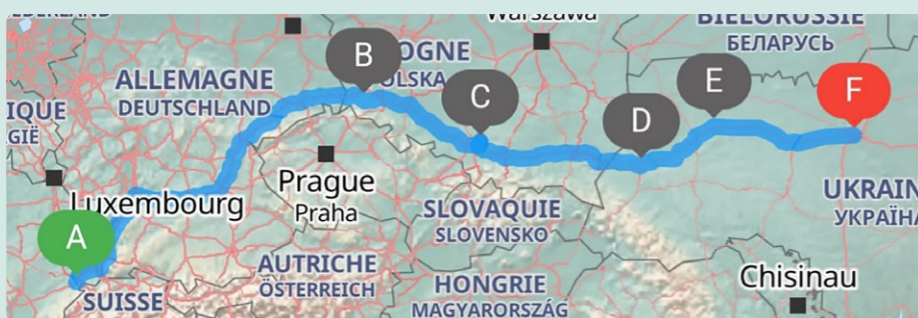 EDERLAND
Warszawa
BIELORUSSIE
БЕЛАРУСЬ
B
OGNE
OLSKA
ALLEMAGNE
DEUTSCHLAND
IQUE
GIË
C
D
E
F
Prague
Praha
Luxembourg
SLOVAQUIE
SLOVENSKO
UKRAIN
УКРАЇНА
A
AUTRICHE
ÖSTERREICH
SUISSE
HONGRIE
MAGYARORSZÁG
Chisinau